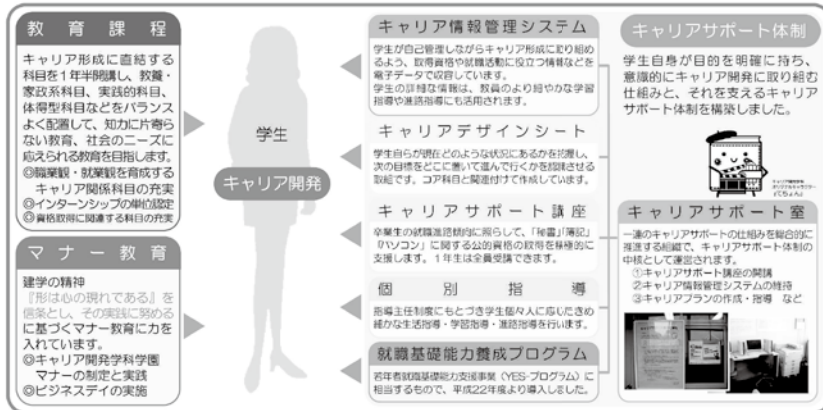 教育課程
キャリア形成に直結する
科目を1年半開講し、教養・
家政系科目、実践的科目、
体得型科目などをバランス
よく配置して、知力に片寄ら
ない教育、社会のニーズに
応えられる教育を目指します。
◎職業観・就業観を育成する
キャリア関係科目の充実
◎インターンシップの単位認定
◎資格取得に関連する科目の充実
マナー教育
建学の精神
『形は心の現れである』を
信条とし、その実践に努める
に基づくマナー教育に力を
入れています。
◎キャリア開発学科学園
マナーの制定と実践
◎ビジネスデイの実施
学生
キャリア開発
キャリア情報管理システム
学生が自己管理しながらキャリア形成に取り組め
るよう、取得資格や就職活動に役立つ情報などを
電子データで収容しています。
学生の詳細な情報は、教員のより細やかな学習
指導や進路指導にも活用されます。
キャリアデザインシート
学生自らが現在どのような状況にあるかを把握し、
次の目標をどこに置いて進んで行くかを認識させる
取組です。コア科目と関連付けて作成しています。
キャリアサポート講座
卒業生の就職進路傾向に照らして、「秘書」「簿記」
「パソコン」に関する公的資格の取得を積極的に
支援します。1年生は全員受講できます。
個別指導
指導主任制度にもとづき学生個々人に応じたきめ
細かな生活指導・学習指導・進路指導を行います。
就職基礎能力養成プログラム
若年者就職基礎能力支援事業（YES-プログラム）に
相当するもので、平成22年度より導入しました。
キャリアサポート体制
学生自身が目的を明確に持ち、
意識的にキャリア開発に取り組む
仕組みと、それを支えるキャリア
サポート体制を構築しました。
キャリアサポート室
一連のキャリアサポートの仕組みを総合的に
推進する組織で、キャリアサポート体制の
中核として運営されます。
①キャリアサポート講座の開講
②キャリア情報管理システムの維持
③キャリアプランの作成・指導 など